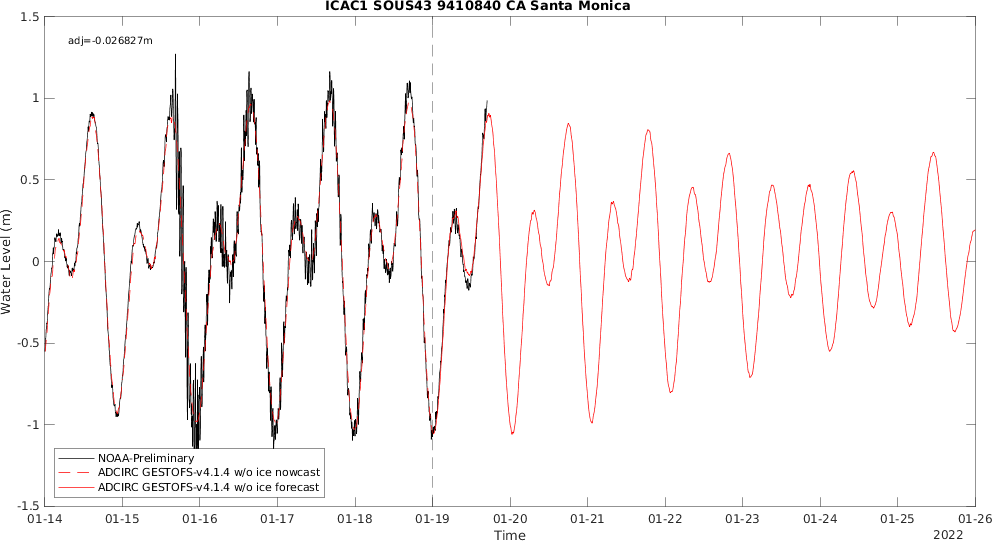 ICAC1 SOUS43 9410840 CA Santa Monica
adj=-0.026827m
1.5
1
0.5
0
-0.5
-1
-1.5
Water Level (m)
NOAA-Preliminary
ADCIRC GESTOFS-v4.1.4 w/o ice nowcast
ADCIRC GESTOFS-v4.1.4 w/o ice forecast
01-14 01-15 01-16 01-17 01-18 01-19 01-20 01-21 01-22 01-23 01-24 01-25 01-26
Time
2022